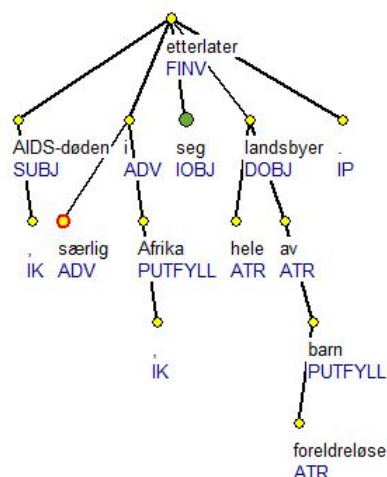 etterlater
FINV
AIDS-døden i seg landsbyer .
SUBJ ADV IOBJ DOBJ IP
, særlig Afrika hele av
IK ADV PUTFYLL ATR ATR
, barn
IK PUTFYLL
foreldreløse
ATR